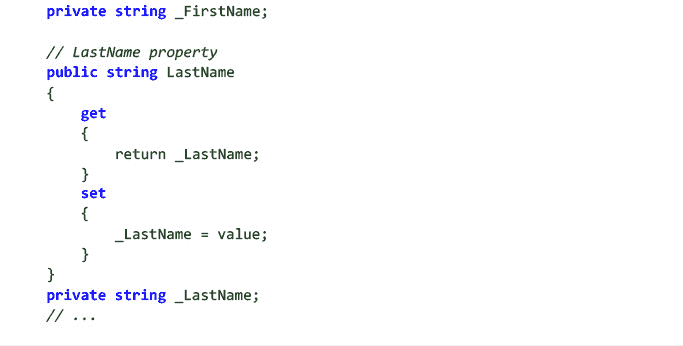 private string _FirstName;
// LastName property
public string LastName
{
get
{
return _LastName;
}
set
{
_LastName = value;
}
}
private string _LastName;
// ...